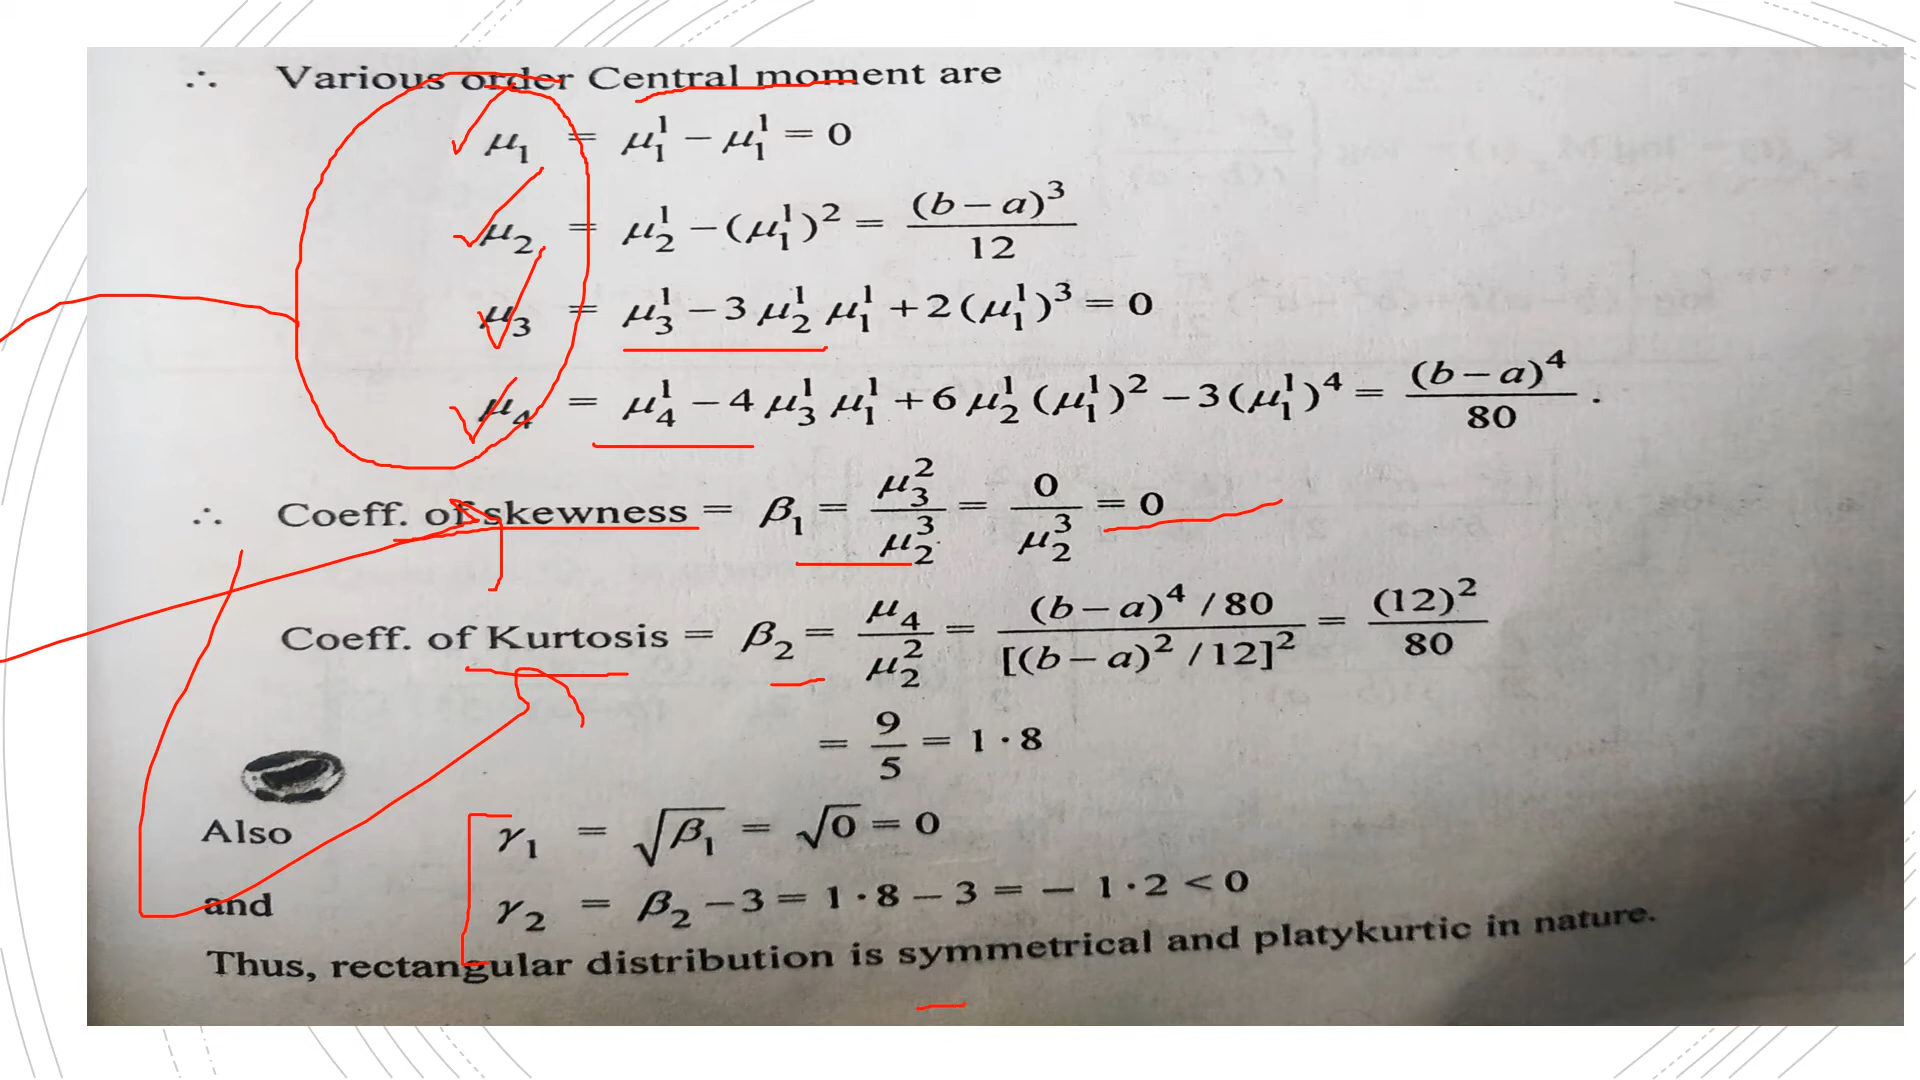 ∴ Various order Central moment are
μ₁ = μ₁¹ − μ₁¹ = 0
μ₂ = μ₂¹ − (μ₁¹)² = (b − a)³ / 12
μ₃ = μ₃¹ − 3 μ₂¹ μ₁¹ + 2 (μ₁¹)³ = 0
μ₄ = μ₄¹ − 4 μ₃¹ μ₁¹ + 6 μ₂¹ (μ₁¹)² − 3 (μ₁¹)⁴ = (b − a)⁴ / 80 .
∴ Coeff. of skewness = β₁ = μ₃² / μ₂³ = 0 / μ₂³ = 0
Coeff. of Kurtosis = β₂ = μ₄ / μ₂² = (b − a)⁴ /80 / [(b − a)² /12]² = (12)² / 80
= 9 / 5 = 1·8
Also γ₁ = √β₁ = √0 = 0
and γ₂ = β₂ − 3 = 1·8 − 3 = − 1·2 < 0
Thus, rectangular distribution is symmetrical and platykurtic in nature.